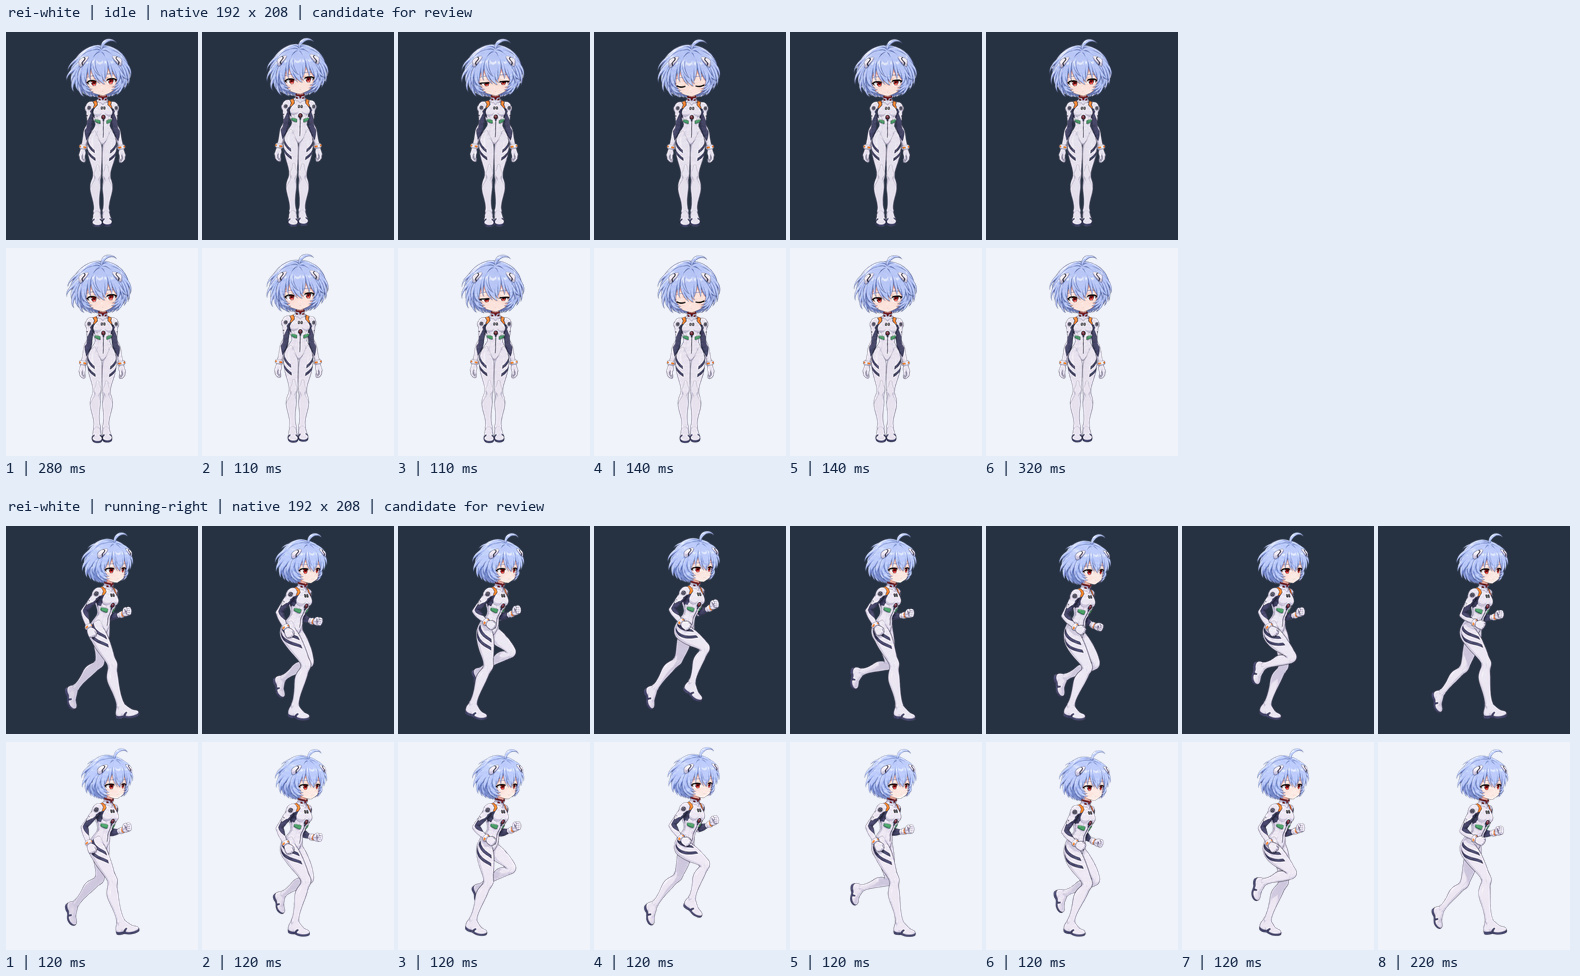 rei-white | idle | native 192 x 208 | candidate for review
1 | 280 ms
2 | 110 ms
3 | 110 ms
4 | 140 ms
5 | 140 ms
6 | 320 ms
rei-white | running-right | native 192 x 208 | candidate for review
1 | 120 ms
2 | 120 ms
3 | 120 ms
4 | 120 ms
5 | 120 ms
6 | 120 ms
7 | 120 ms
8 | 220 ms